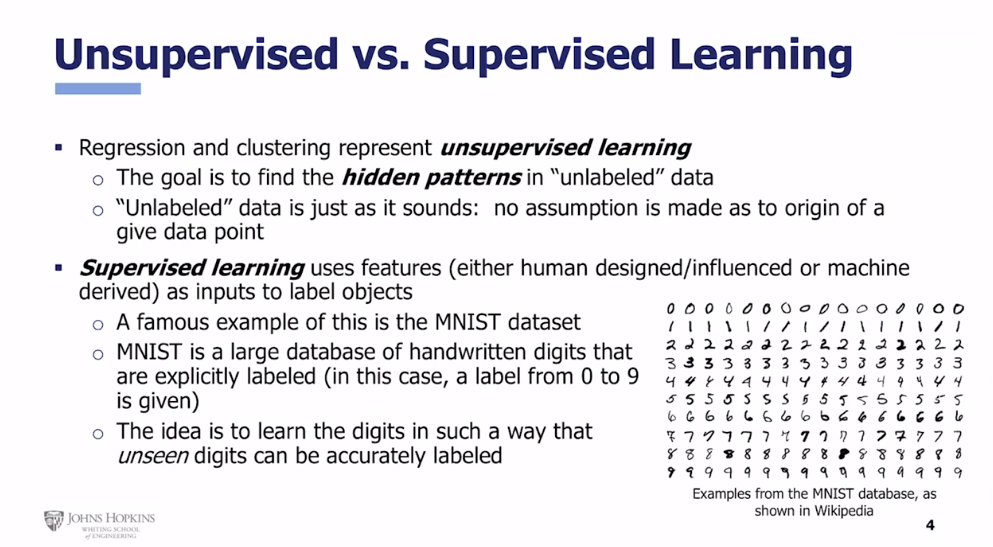 Unsupervised vs. Supervised Learning
▪ Regression and clustering represent unsupervised learning
○ The goal is to find the hidden patterns in “unlabeled” data
○ “Unlabeled” data is just as it sounds: no assumption is made as to origin of a
give data point
▪ Supervised learning uses features (either human designed/influenced or machine
derived) as inputs to label objects
○ A famous example of this is the MNIST dataset
○ MNIST is a large database of handwritten digits that
are explicitly labeled (in this case, a label from 0 to 9
is given)
○ The idea is to learn the digits in such a way that
unseen digits can be accurately labeled
0 0 0 0 0 0 0 0 0 0 0 0 0 0 0 0
1 1 1 1 1 1 1 1 1 1 1 1 1 1 1 1
2 2 2 2 2 2 2 2 2 2 2 2 2 2 2 2
3 3 3 3 3 3 3 3 3 3 3 3 3 3 3 3
4 4 4 4 4 4 4 4 4 4 4 4 4 4 4 4
5 5 5 5 5 5 5 5 5 5 5 5 5 5 5 5
6 6 6 6 6 6 6 6 6 6 6 6 6 6 6 6
7 7 7 7 7 7 7 7 7 7 7 7 7 7 7 7
8 8 8 8 8 8 8 8 8 8 8 8 8 8 8 8
9 9 9 9 9 9 9 9 9 9 9 9 9 9 9 9
Examples from the MNIST database, as
shown in Wikipedia
JOHNS HOPKINS
WHITING SCHOOL
of ENGINEERING
4